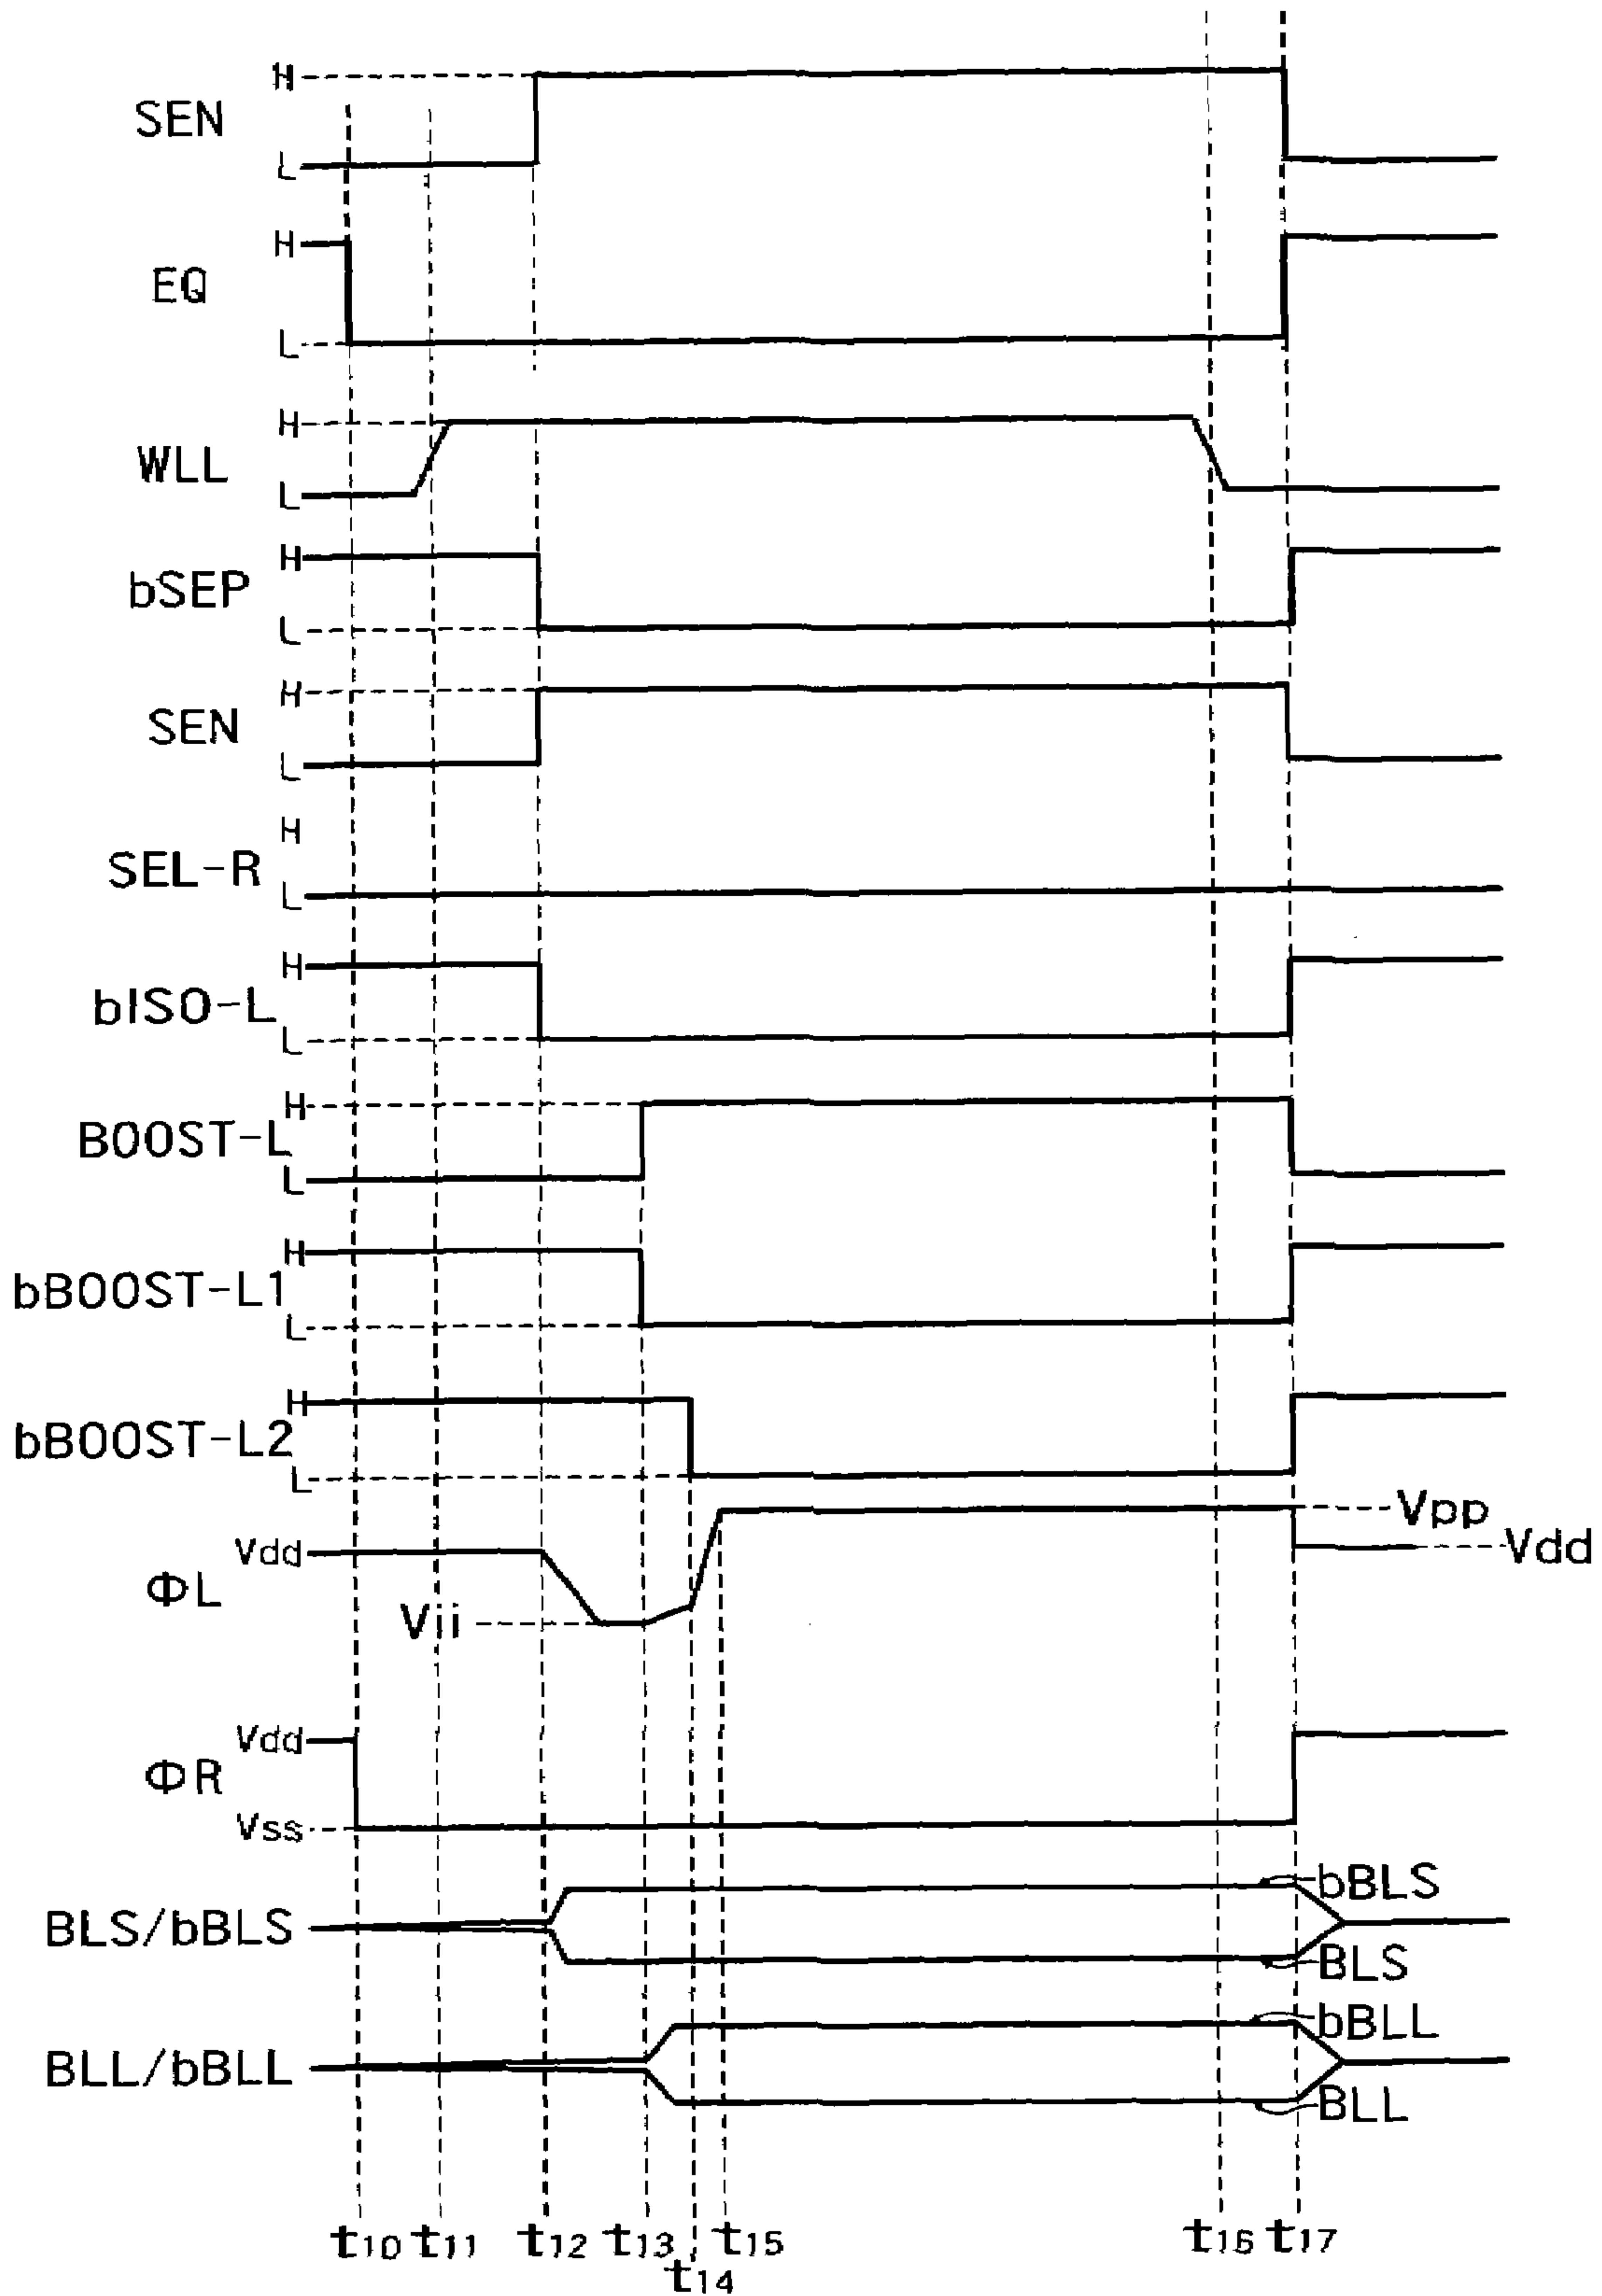 H
SEN
L
H
EQ
L
H
WLL
L
H
bSEP
L
H
SEN
L
H
SEL-R
L
H
bISO-L
L
H
BOOST-L
L
H
bBOOST-L1
L
H
bBOOST-L2
L
Vpp
Vdd
Vdd
ΦL
Vii
Vdd
ΦR
Vss
bBLS
BLS/bBLS
BLS
bBLL
BLL/bBLL
BLL
t10 t11 t12 t13 t15 t16 t17
t14